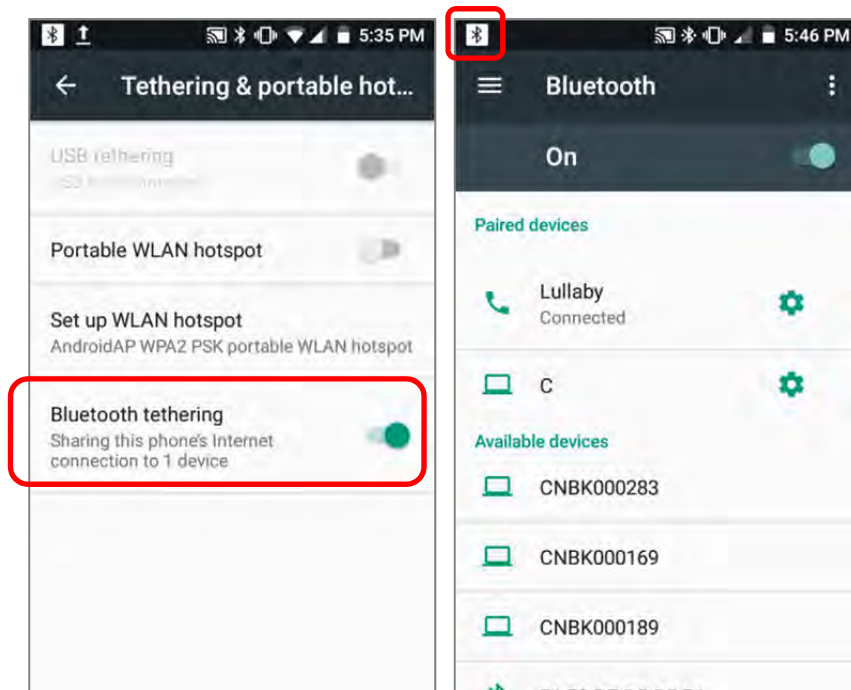 5:35 PM
Tethering & portable hot...
USB tethering
Portable WLAN hotspot
Set up WLAN hotspot
AndroidAP WPA2 PSK portable WLAN hotspot
Bluetooth tethering
Sharing this phone's Internet
connection to 1 device
5:46 PM
Bluetooth
On
Paired devices
Lullaby
Connected
C
Available devices
CNBK000283
CNBK000169
CNBK000189